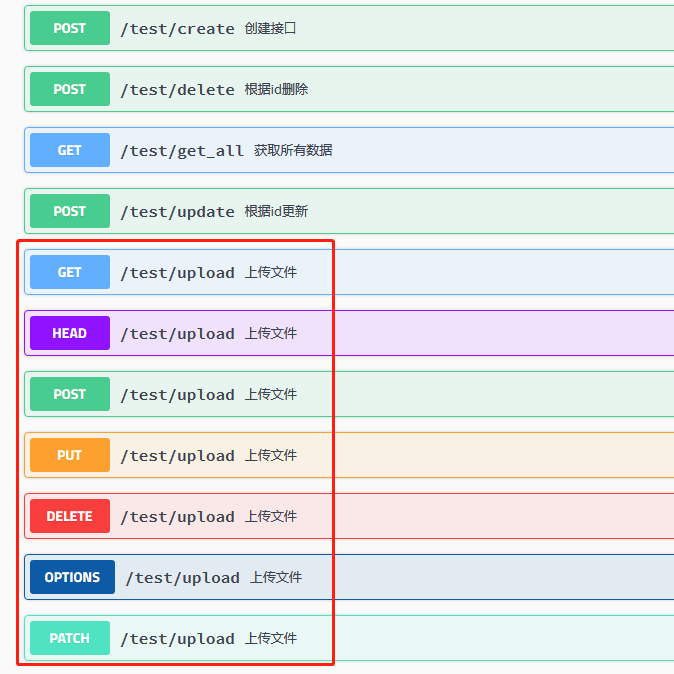 POST /test/create 创建接口
POST /test/delete 根据id删除
GET /test/get_all 获取所有数据
POST /test/update 根据id更新
GET /test/upload 上传文件
HEAD /test/upload 上传文件
POST /test/upload 上传文件
PUT /test/upload 上传文件
DELETE /test/upload 上传文件
OPTIONS /test/upload 上传文件
PATCH /test/upload 上传文件